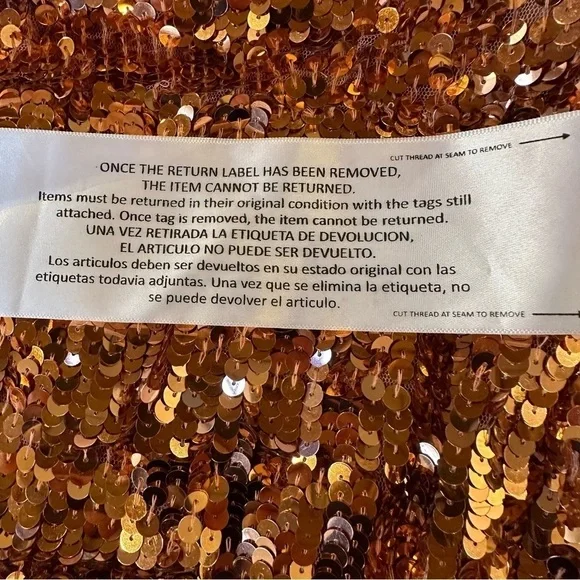 CUT THREAD AT SEAM TO REMOVE
ONCE THE RETURN LABEL HAS BEEN REMOVED,
THE ITEM CANNOT BE RETURNED.
Items must be returned in their original condition with the tags still
attached. Once tag is removed, the item cannot be returned.
UNA VEZ RETIRADA LA ETIQUETA DE DEVOLUCION,
EL ARTICULO NO PUEDE SER DEVUELTO.
Los articulos deben ser devueltos en su estado original con las
etiquetas todavia adjuntas. Una vez que se elimina la etiqueta, no
se puede devolver el articulo.
CUT THREAD AT SEAM TO REMOVE